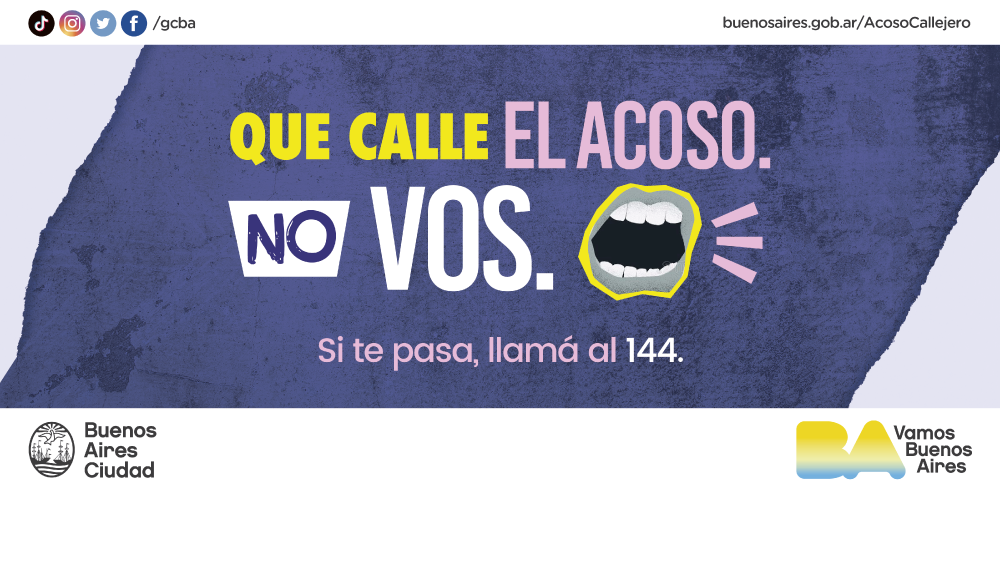 /gcba
buenosaires.gob.ar/AcosoCallejero
QUE CALLE EL ACOSO.
NO VOS.
Si te pasa, llamá al 144.
Buenos
Aires
Ciudad
BA
Vamos
Buenos
Aires